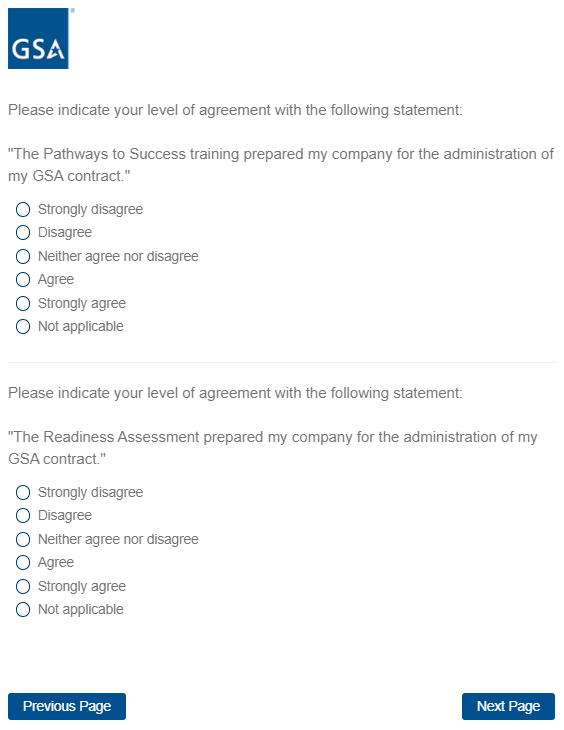 GSA
Please indicate your level of agreement with the following statement:
"The Pathways to Success training prepared my company for the administration of
my GSA contract."
Strongly disagree
Disagree
Neither agree nor disagree
Agree
Strongly agree
Not applicable
Please indicate your level of agreement with the following statement:
"The Readiness Assessment prepared my company for the administration of my
GSA contract."
Strongly disagree
Disagree
Neither agree nor disagree
Agree
Strongly agree
Not applicable
Previous Page
Next Page